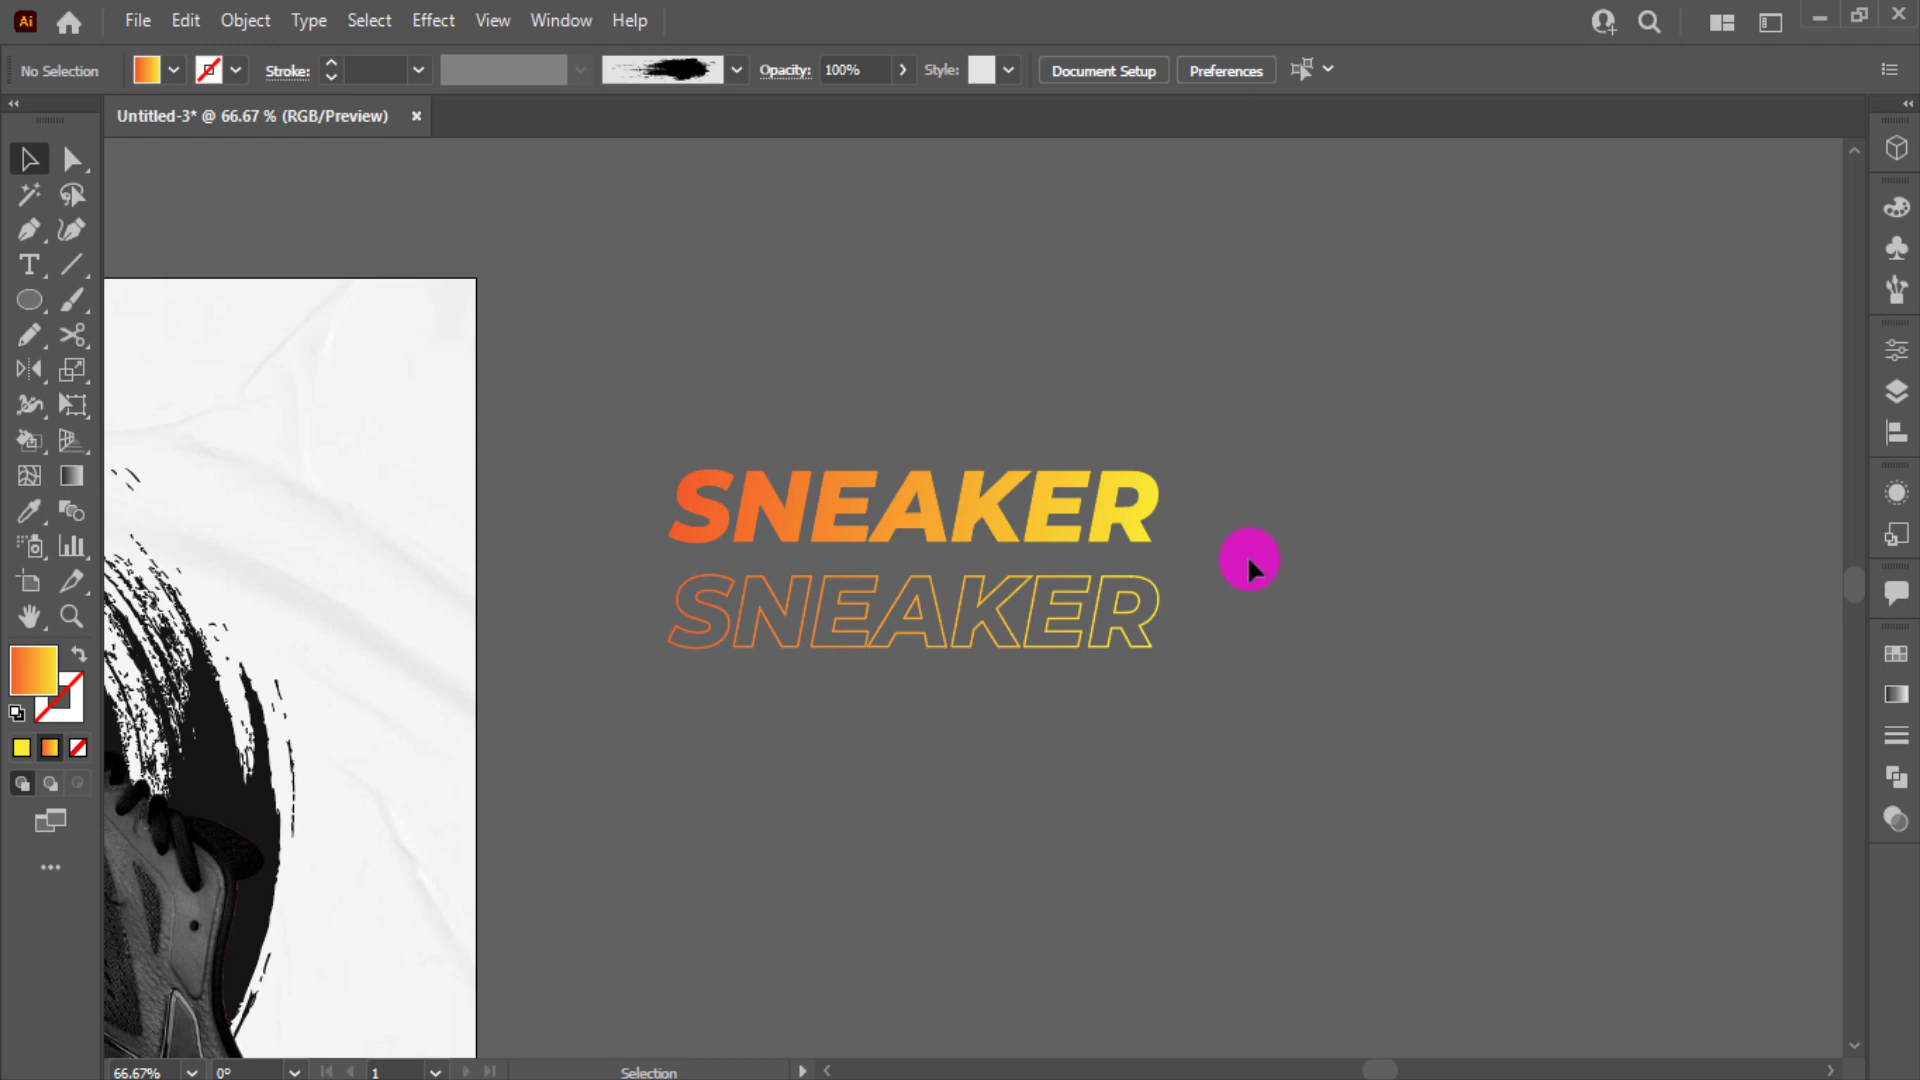 Ai File Edit Object Type Select Effect View Window Help
No Selection Stroke: Opacity: 100% Style: Document Setup Preferences
Untitled-3* @ 66.67 % (RGB/Preview) ×
SNEAKER
SNEAKER
66.67% 0° 1 Selection